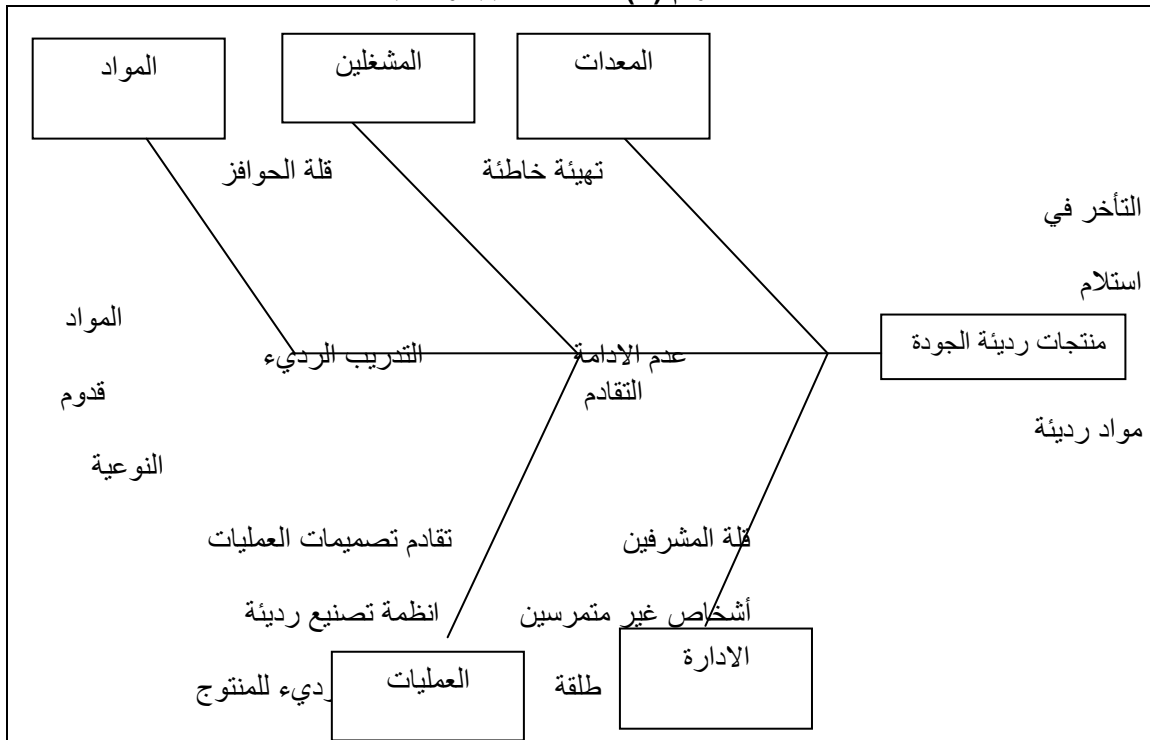 المعدات
المشغلين
المواد
تهيئة خاطئة
قلة الحوافز
التأخر في
استلام
المواد
منتجات رديئة الجودة
عدم الادامة
التدريب الرديء
التقادم
قدوم
مواد رديئة
النوعية
قلة المشرفين
تقادم تصميمات العمليات
أشخاص غير متمرسين
انظمة تصنيع رديئة
الادارة
العمليات
طلقة
رديء للمنتوج